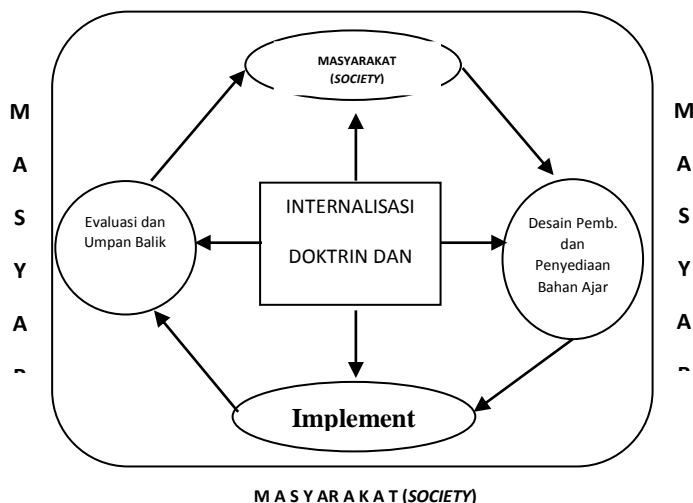 MASYARAKAT
(SOCIETY)
M
A
S
Y
A
Evaluasi dan
Umpan Balik
INTERNALISASI
DOKTRIN DAN
Desain Pemb.
dan
Penyediaan
Bahan Ajar
M
A
S
Y
A
Implement
M A S Y AR A K A T (SOCIETY)